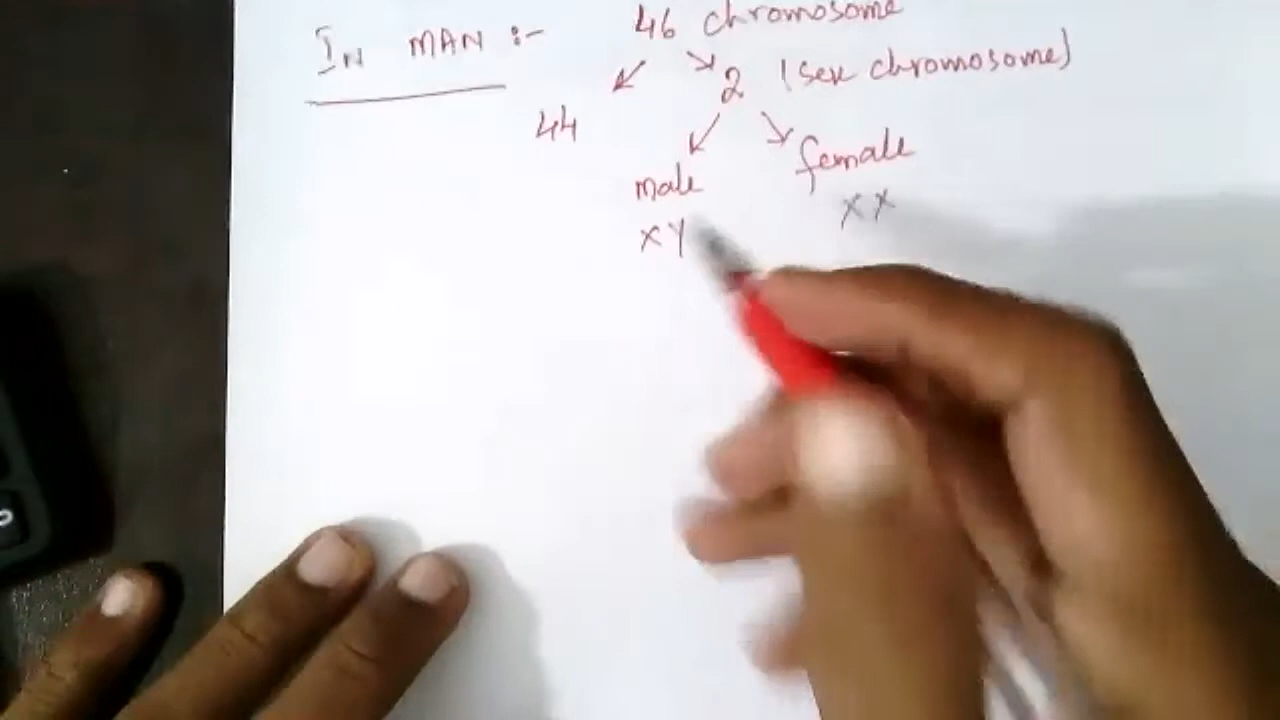 IN MAN :-
46 chromosome
44
2 (sex chromosome)
male
female
XY
XX